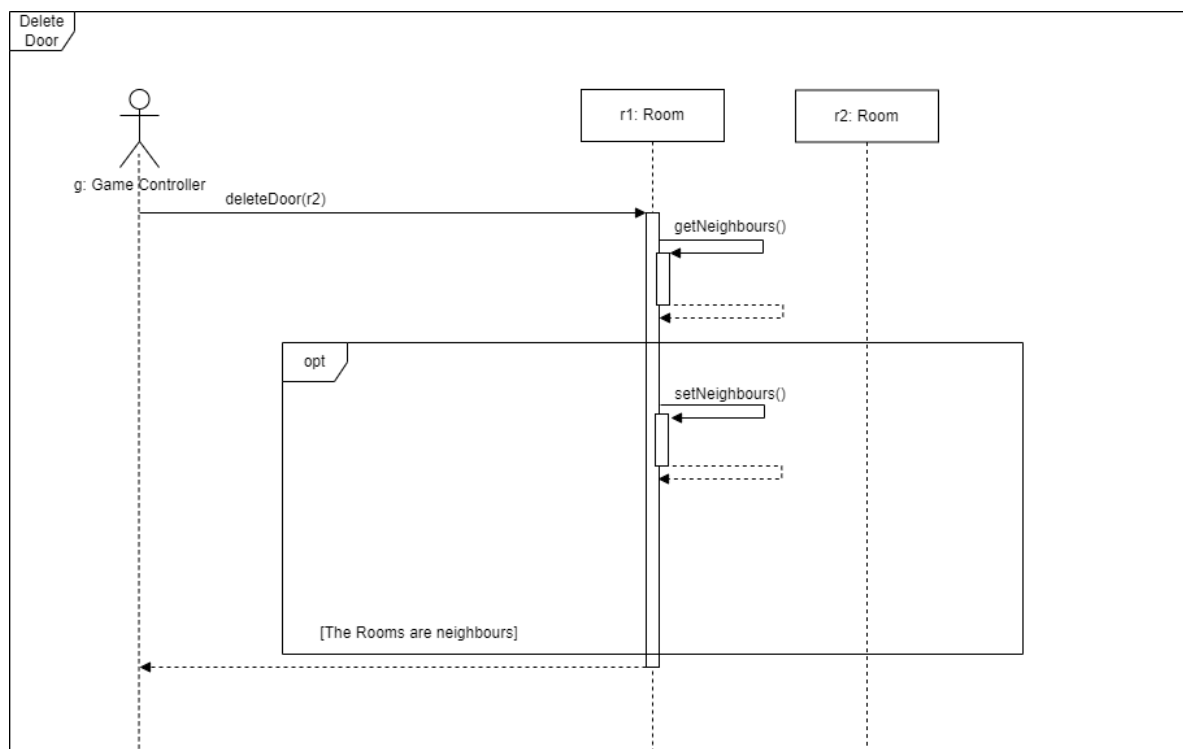 Delete
Door
r1: Room
r2: Room
g: Game Controller
deleteDoor(r2)
getNeighbours()
opt
setNeighbours()
[The Rooms are neighbours]